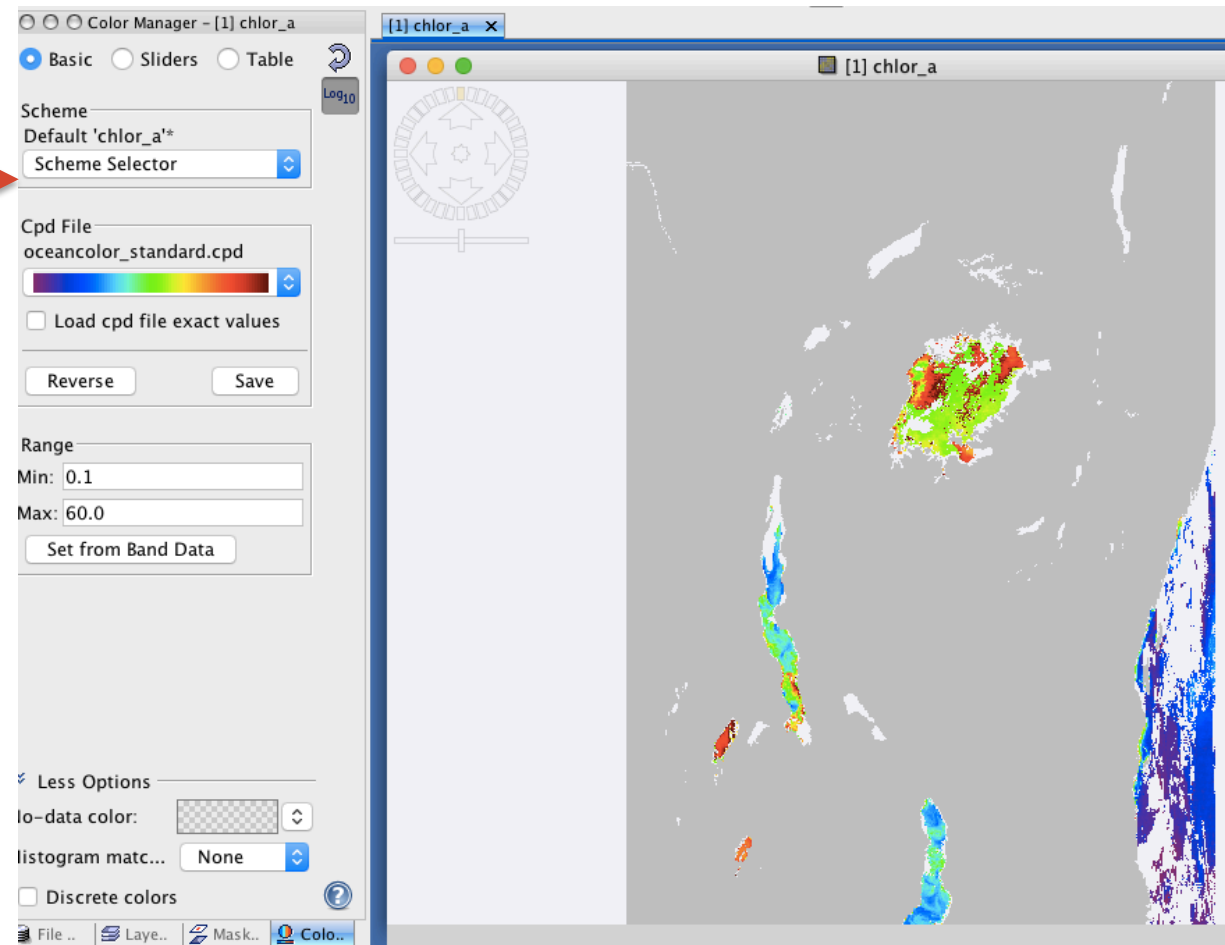 Color Manager – [1] chlor_a
Basic Sliders Table
Log10
Scheme
Default 'chlor_a'*
Scheme Selector
Cpd File
oceancolor_standard.cpd
Load cpd file exact values
Reverse Save
Range
Min: 0.1
Max: 60.0
Set from Band Data
Less Options
lo-data color:
listogram matc... None
Discrete colors
?
File .. Laye.. Mask.. Colo..
[1] chlor_a X
[1] chlor_a